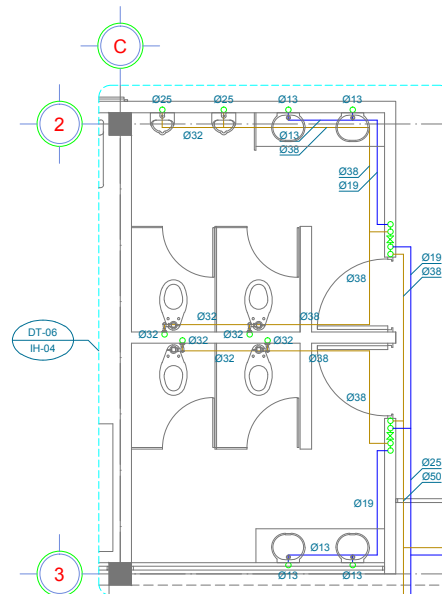 C
Ø25 Ø25 Ø13 Ø13
2
Ø32 Ø13
Ø38
Ø38
Ø19
Ø19
Ø38 Ø38
Ø32 Ø38
DT-06 Ø32 Ø32 Ø32 Ø32
IH-04
Ø32 Ø38
Ø38
Ø25
Ø50
Ø19
Ø13
3
Ø13 Ø13